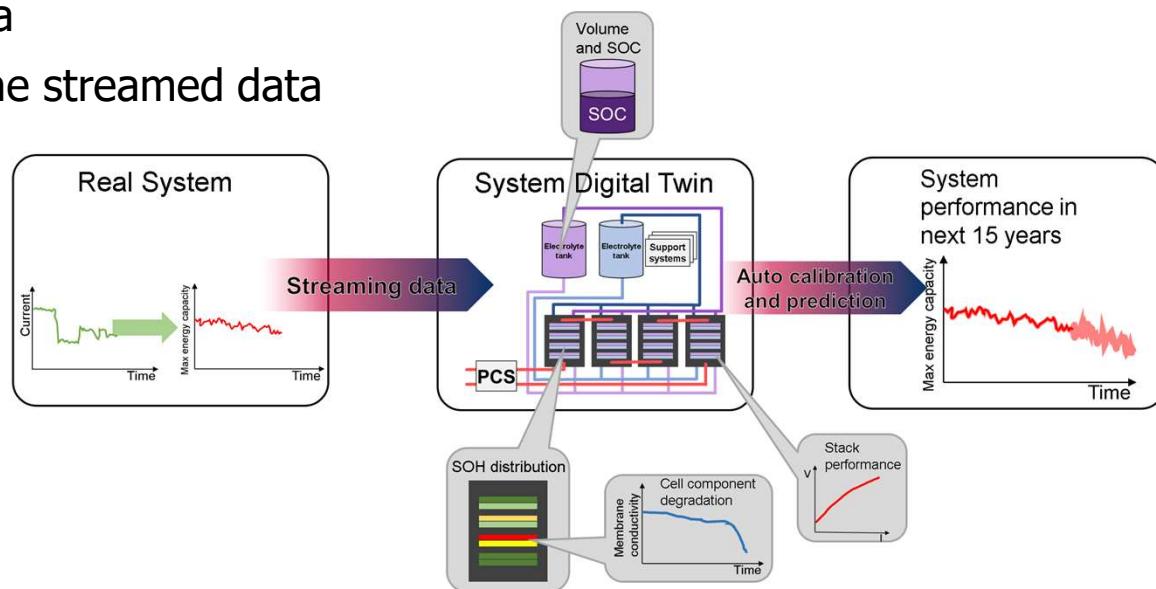 a
ne streamed data
Volume
and SOC
SOC
Real System
Current
Time
Max energy capacity
Time
Streaming data
System Digital Twin
Electrolyte
tank
Electrolyte
tank
Support
systems
PCS
Auto calibration
and prediction
System
performance in
next 15 years
Max energy capacity
Time
SOH distribution
Cell component
degradation
Membrane
conductivity
Time
Stack
performance
V
I